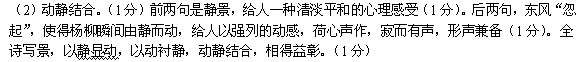 （2）动静结合。（1分）前两句是静景，给人一种清淡平和的心理感受（1分）。后两句，东风“忽
起”，使得杨柳瞬间由静而动，给人以强烈的动感，荷心声作，寂而有声，形声兼备（1分）。全
诗写景，以静显动，以动衬静，动静结合，相得益彰。（1分）